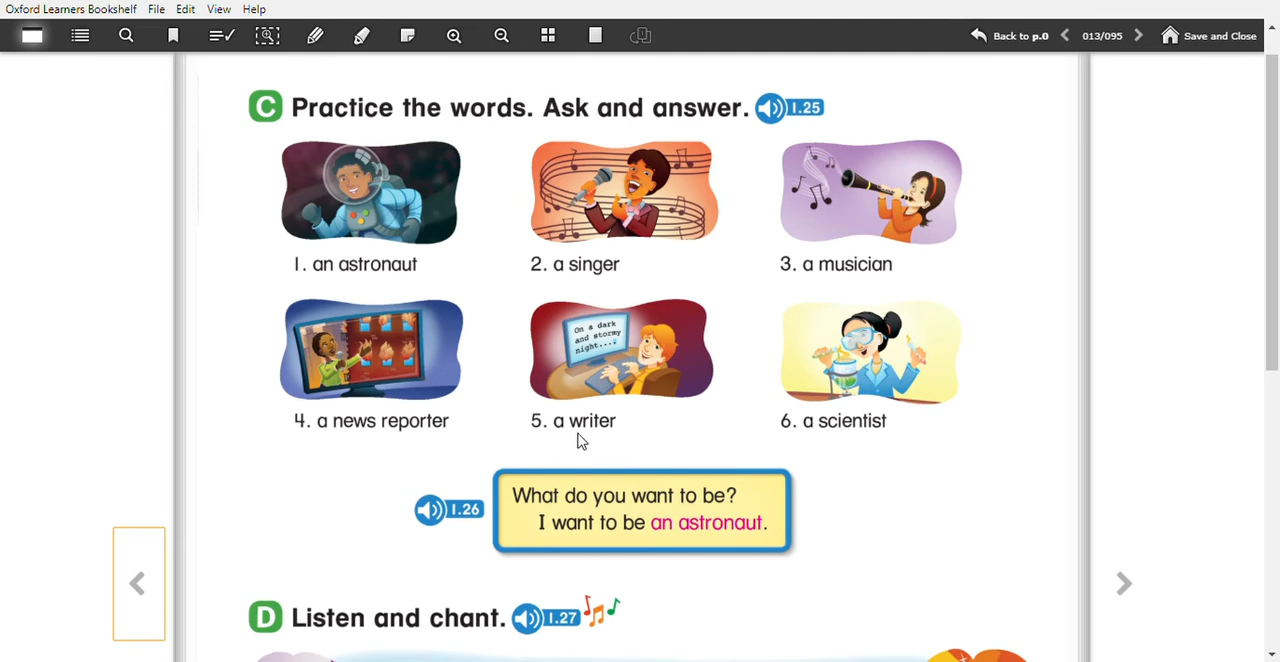 Oxford Learners Bookshelf File Edit View Help
Back to p.0 013/095 Save and Close
C Practice the words. Ask and answer. 1.25
1. an astronaut
2. a singer
3. a musician
On a dark
and stormy
night....
4. a news reporter
5. a writer
6. a scientist
1.26
What do you want to be?
I want to be an astronaut.
D Listen and chant. 1.27